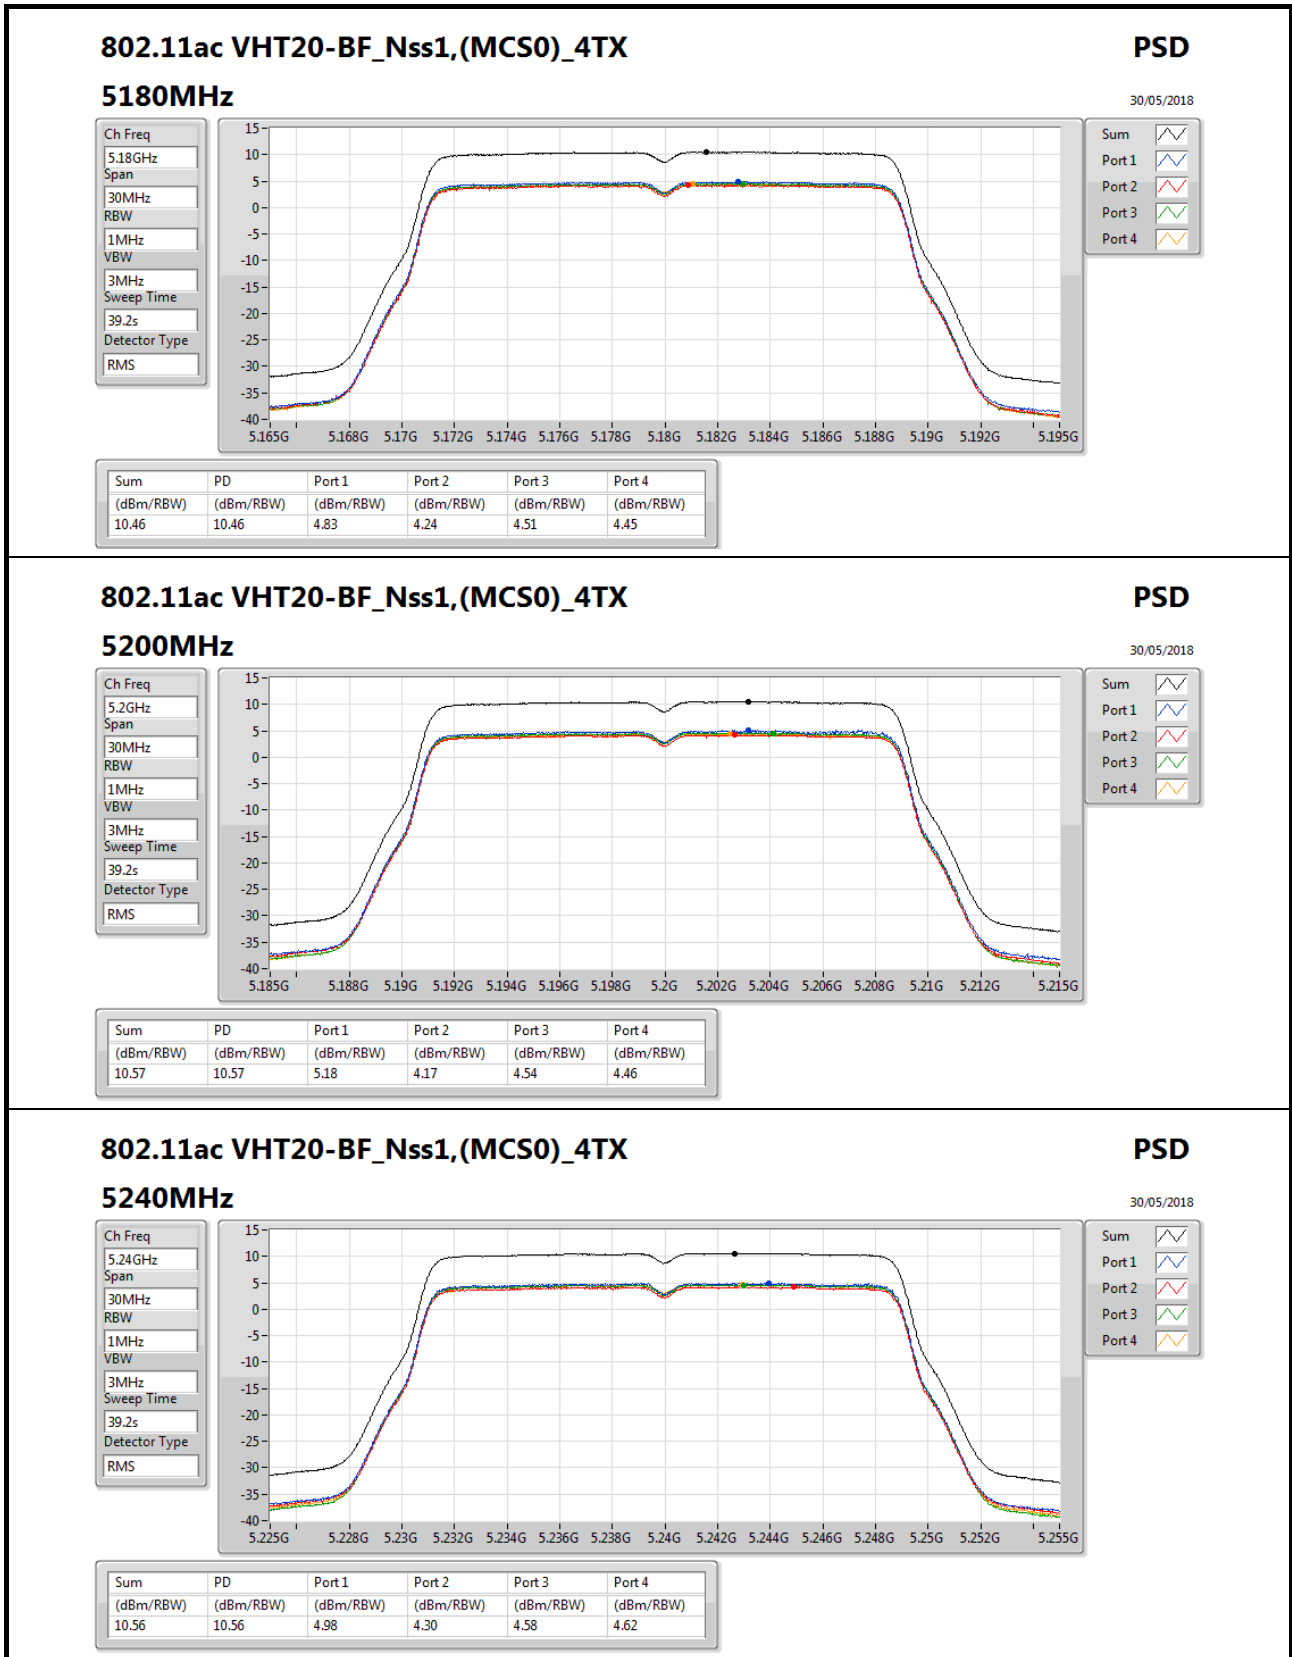 802.11ac VHT20-BF_Nss1,(MCS0)_4TX PSD
5180MHz 30/05/2018
Ch Freq
5.18GHz
Span
30MHz
RBW
1MHz
VBW
3MHz
Sweep Time
39.2s
Detector Type
RMS
15
10
5
0
-5
-10
-15
-20
-25
-30
-35
-40
5.165G 5.168G 5.17G 5.172G 5.174G 5.176G 5.178G 5.18G 5.182G 5.184G 5.186G 5.188G 5.19G 5.192G 5.195G
Sum
Port 1
Port 2
Port 3
Port 4
Sum PD Port 1 Port 2 Port 3 Port 4
(dBm/RBW) (dBm/RBW) (dBm/RBW) (dBm/RBW) (dBm/RBW) (dBm/RBW)
10.46 10.46 4.83 4.24 4.51 4.45
802.11ac VHT20-BF_Nss1,(MCS0)_4TX PSD
5200MHz 30/05/2018
Ch Freq
5.2GHz
Span
30MHz
RBW
1MHz
VBW
3MHz
Sweep Time
39.2s
Detector Type
RMS
15
10
5
0
-5
-10
-15
-20
-25
-30
-35
-40
5.185G 5.188G 5.19G 5.192G 5.194G 5.196G 5.198G 5.2G 5.202G 5.204G 5.206G 5.208G 5.21G 5.212G 5.215G
Sum
Port 1
Port 2
Port 3
Port 4
Sum PD Port 1 Port 2 Port 3 Port 4
(dBm/RBW) (dBm/RBW) (dBm/RBW) (dBm/RBW) (dBm/RBW) (dBm/RBW)
10.57 10.57 5.18 4.17 4.54 4.46
802.11ac VHT20-BF_Nss1,(MCS0)_4TX PSD
5240MHz 30/05/2018
Ch Freq
5.24GHz
Span
30MHz
RBW
1MHz
VBW
3MHz
Sweep Time
39.2s
Detector Type
RMS
15
10
5
0
-5
-10
-15
-20
-25
-30
-35
-40
5.225G 5.228G 5.23G 5.232G 5.234G 5.236G 5.238G 5.24G 5.242G 5.244G 5.246G 5.248G 5.25G 5.252G 5.255G
Sum
Port 1
Port 2
Port 3
Port 4
Sum PD Port 1 Port 2 Port 3 Port 4
(dBm/RBW) (dBm/RBW) (dBm/RBW) (dBm/RBW) (dBm/RBW) (dBm/RBW)
10.56 10.56 4.98 4.30 4.58 4.62